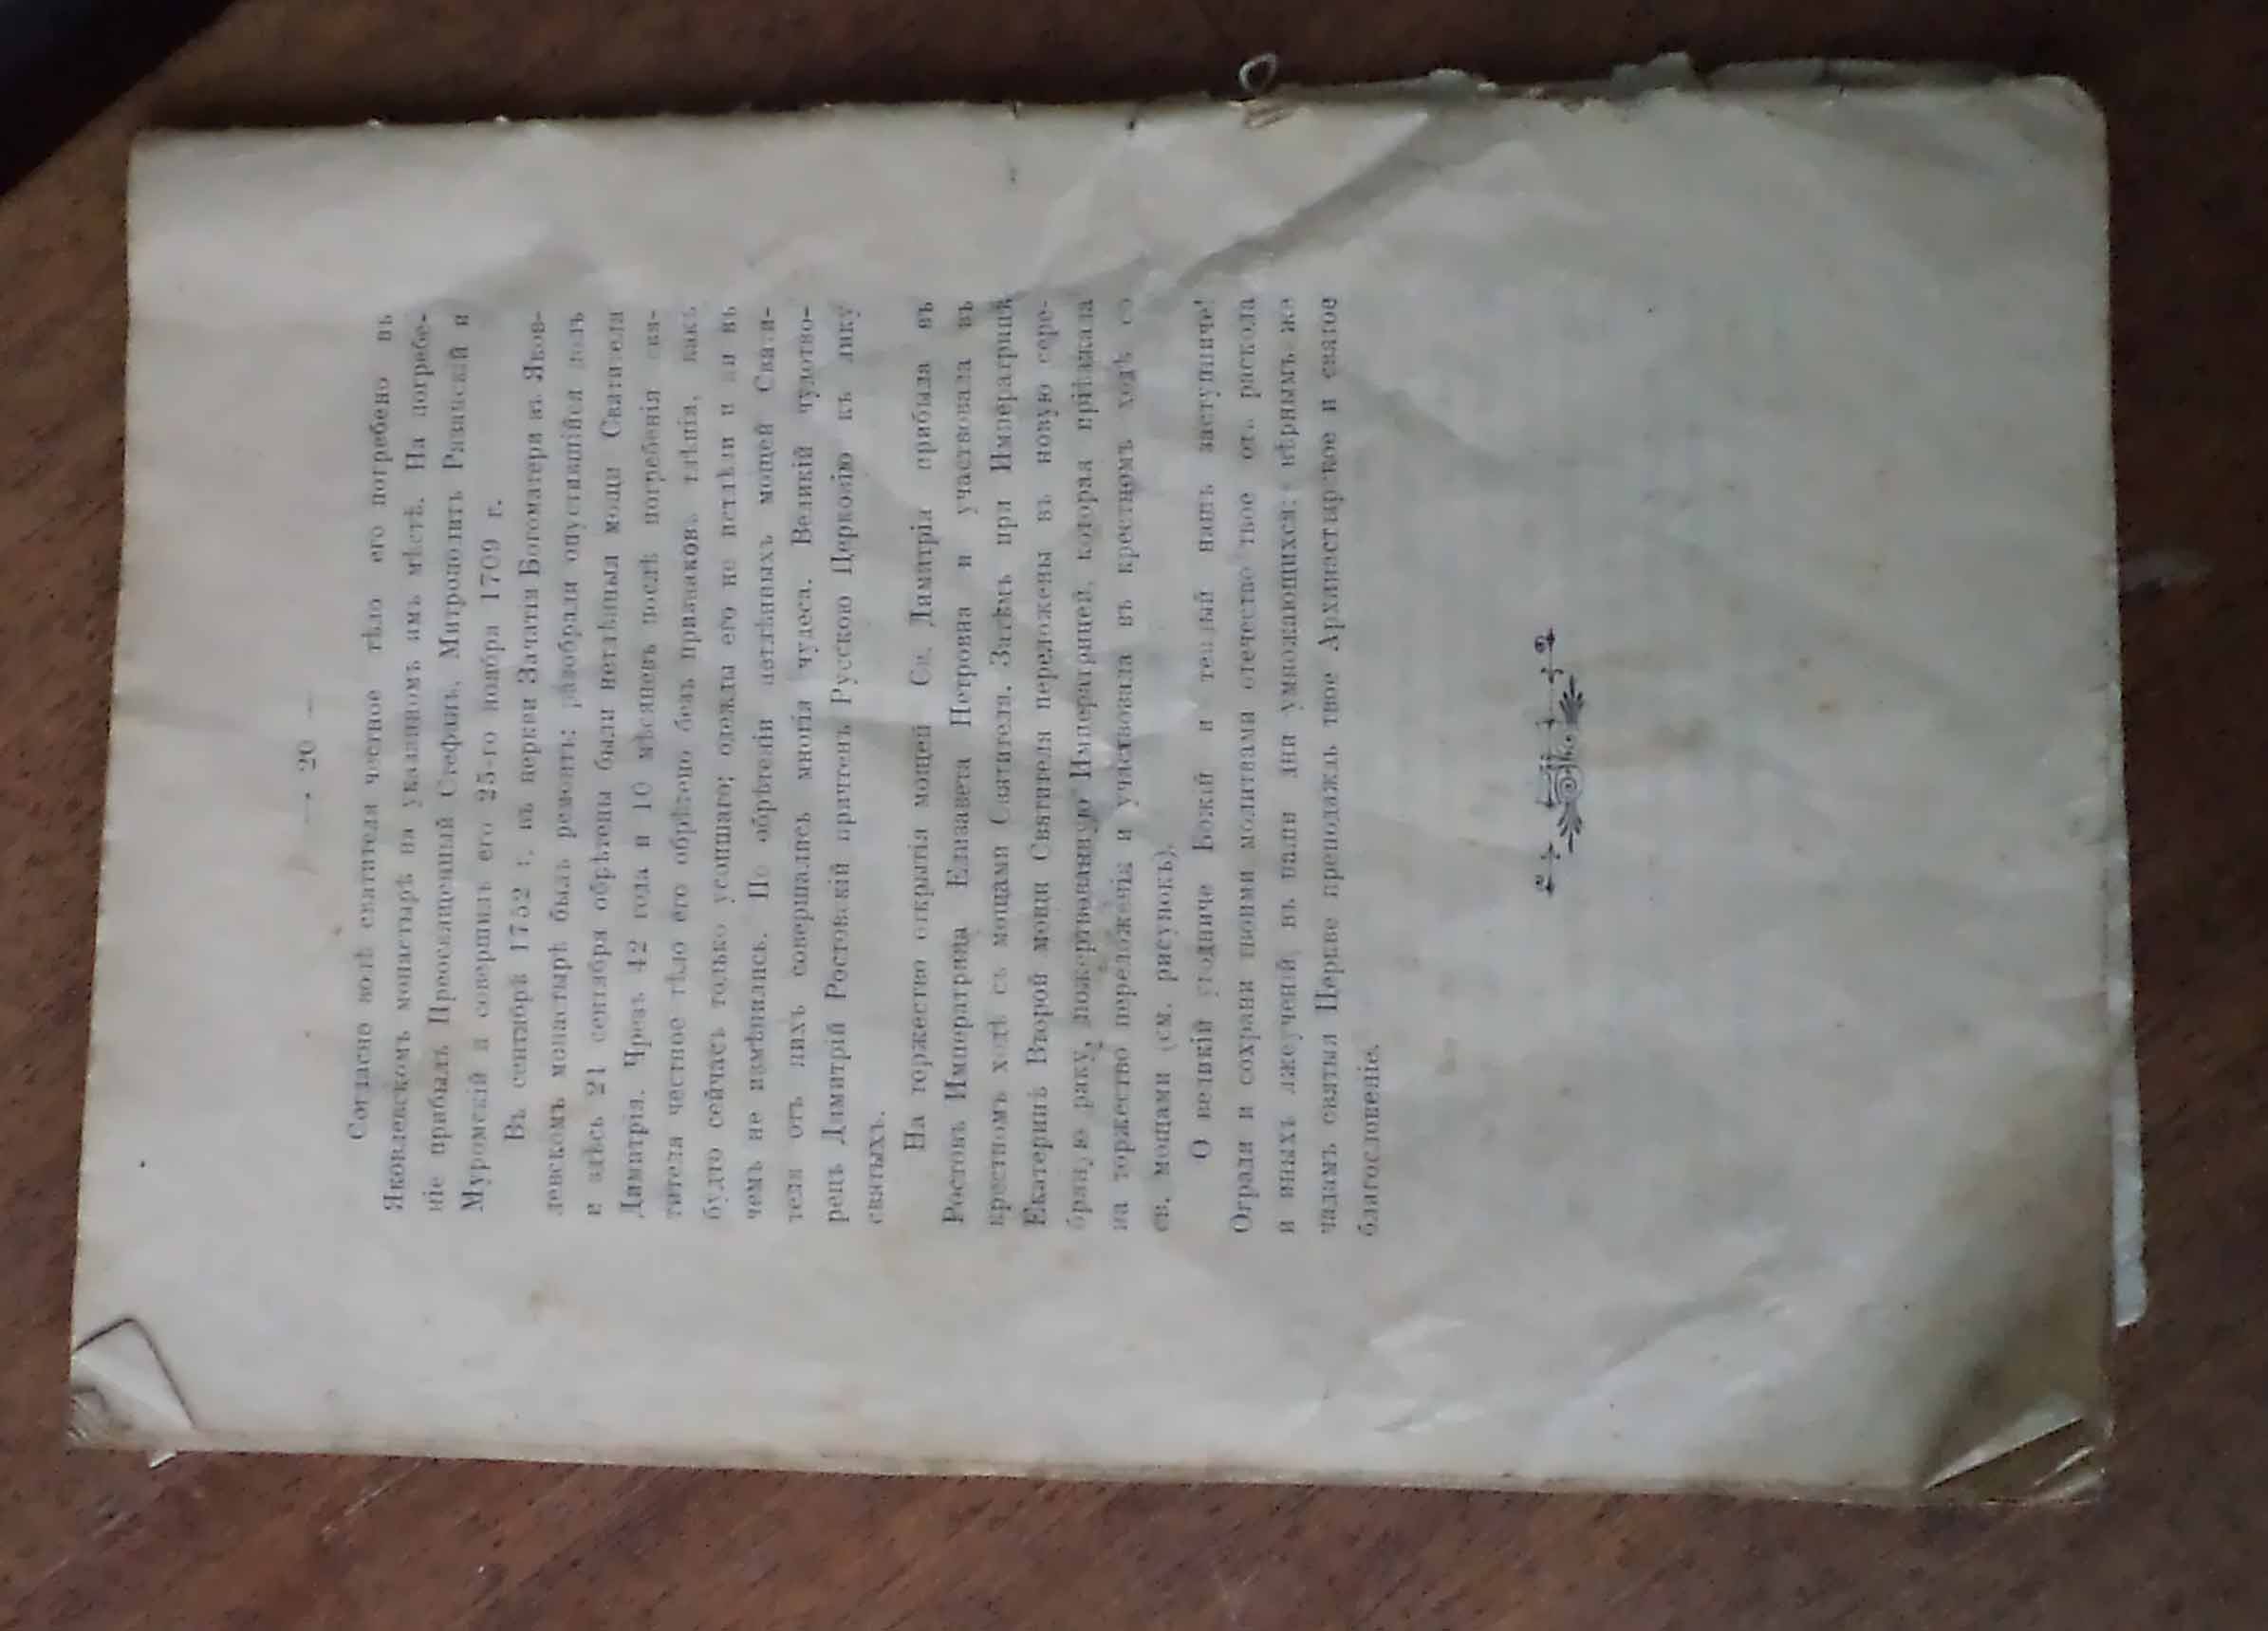 — 20 —
Согласно волѣ святителя честное тѣло его погребено въ
Яковлевскомъ монастырѣ на указанномъ имъ мѣстѣ. На погребе-
ніе прибылъ Преосвященный Стефанъ, Митрополитъ Рязанскій и
Муромскій и совершилъ его 25-го ноября 1709 г.
Въ сентябрѣ 1752 г. въ церкви Зачатія Богоматери въ Яков-
левскомъ монастырѣ былъ ремонтъ; разобрали опустившійся полъ
и здѣсь 21 сентября обрѣтены были нетлѣнныя мощи Святителя
Димитрія. Чрезъ 42 года и 10 мѣсяцевъ послѣ погребенія свя-
тителя честное тѣло его обрѣтено безъ признаковъ тлѣнія, какъ
будто сейчасъ только усопшаго; одежды его не истлѣли и ни въ
чемъ не измѣнились. По обрѣтеніи нетлѣнныхъ мощей Святи-
теля отъ нихъ совершались многія чудеса. Великій чудотво-
рецъ Димитрій Ростовскій причтенъ Русскою Церковію къ лику
святыхъ.
На торжество открытія мощей Св. Димитрія прибыла въ
Ростовъ Императрица Елизавета Петровна и участвовала въ
крестномъ ходѣ съ мощами Святителя. Затѣмъ при Императрицѣ
Екатеринѣ Второй мощи Святителя переложены въ новую сере-
бряную раку, пожертвованную Императрицей, которая пріѣзжала
на торжество переложенія и участвовала въ крестномъ ходѣ со
св. мощами (см. рисунокъ).
О великій угодниче Божій и теплый нашъ заступниче!
Огради и сохрани твоими молитвами отечество твое отъ раскола
и иныхъ лжеученій, въ наши дни умножающихся; вѣрнымъ же
чадамъ святыя Церкве преподаждь твое Архипастырское и святое
благословеніе.